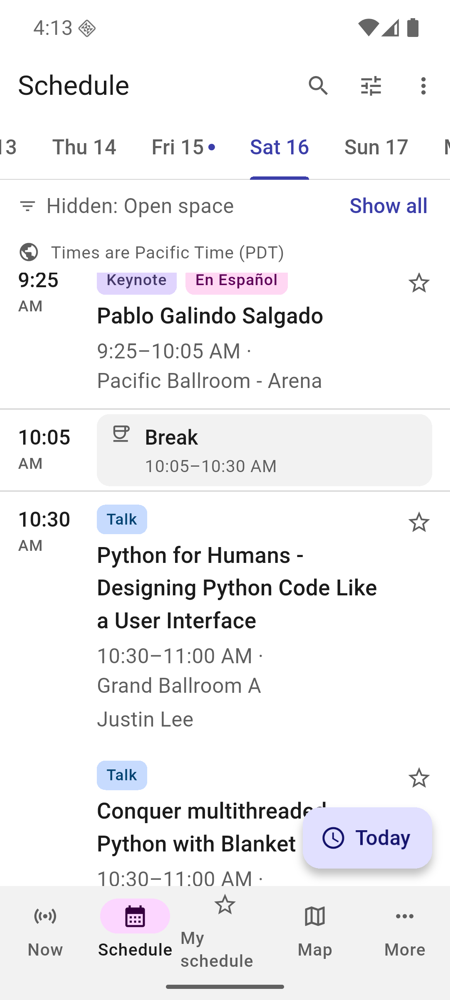 4:13
Schedule
13
Thu 14
Fri 15
Sat 16
Sun 17
Hidden: Open space
Show all
Times are Pacific Time (PDT)
9:25
AM
Keynote
En Español
Pablo Galindo Salgado
9:25–10:05 AM ·
Pacific Ballroom - Arena
10:05
AM
Break
10:05–10:30 AM
10:30
AM
Talk
Python for Humans -
Designing Python Code Like
a User Interface
10:30–11:00 AM ·
Grand Ballroom A
Justin Lee
Talk
Conquer multithreaded
Python with Blanket
10:30–11:00 AM ·
Today
Now
Schedule
My
schedule
Map
More